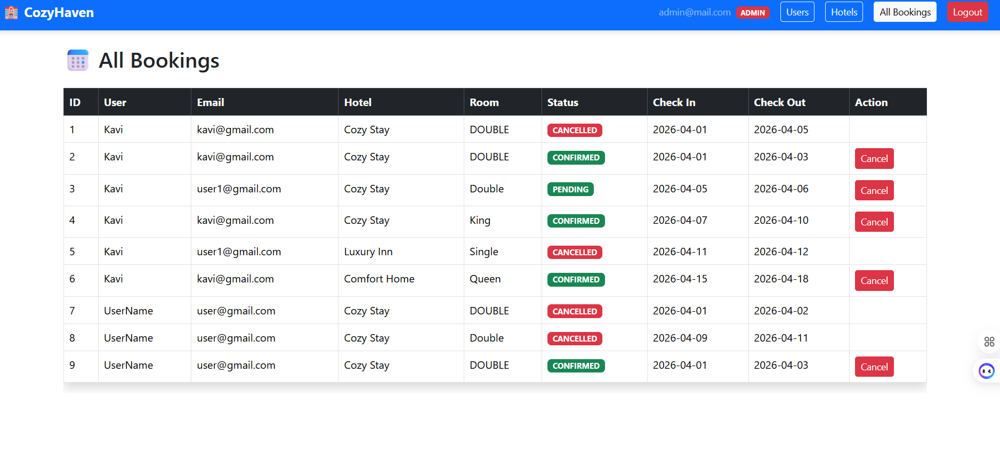 CozyHaven admin@mail.com ADMIN Users Hotels All Bookings Logout
All Bookings
ID User Email Hotel Room Status Check In Check Out Action
1 Kavi kavi@gmail.com Cozy Stay DOUBLE CANCELLED 2026-04-01 2026-04-05
2 Kavi kavi@gmail.com Cozy Stay DOUBLE CONFIRMED 2026-04-01 2026-04-03 Cancel
3 Kavi user1@gmail.com Cozy Stay Double PENDING 2026-04-05 2026-04-06 Cancel
4 Kavi kavi@gmail.com Cozy Stay King CONFIRMED 2026-04-07 2026-04-10 Cancel
5 Kavi user1@gmail.com Luxury Inn Single CANCELLED 2026-04-11 2026-04-12
6 Kavi kavi@gmail.com Comfort Home Queen CONFIRMED 2026-04-15 2026-04-18 Cancel
7 UserName user@gmail.com Cozy Stay DOUBLE CANCELLED 2026-04-01 2026-04-02
8 UserName user@gmail.com Cozy Stay Double CANCELLED 2026-04-09 2026-04-11
9 UserName user@gmail.com Cozy Stay DOUBLE CONFIRMED 2026-04-01 2026-04-03 Cancel